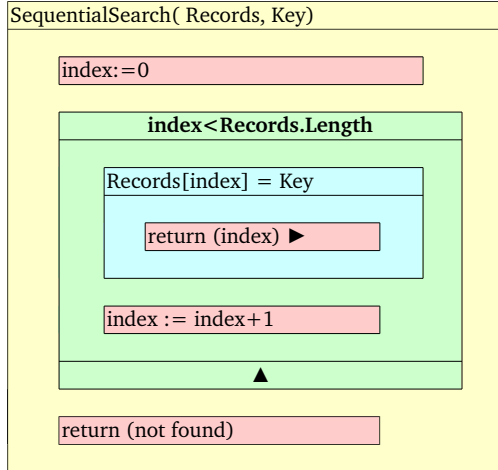 SequentialSearch( Records, Key)
index:=0
index<Records.Length
Records[index] = Key
return (index) ►
index := index+1
▲
return (not found)